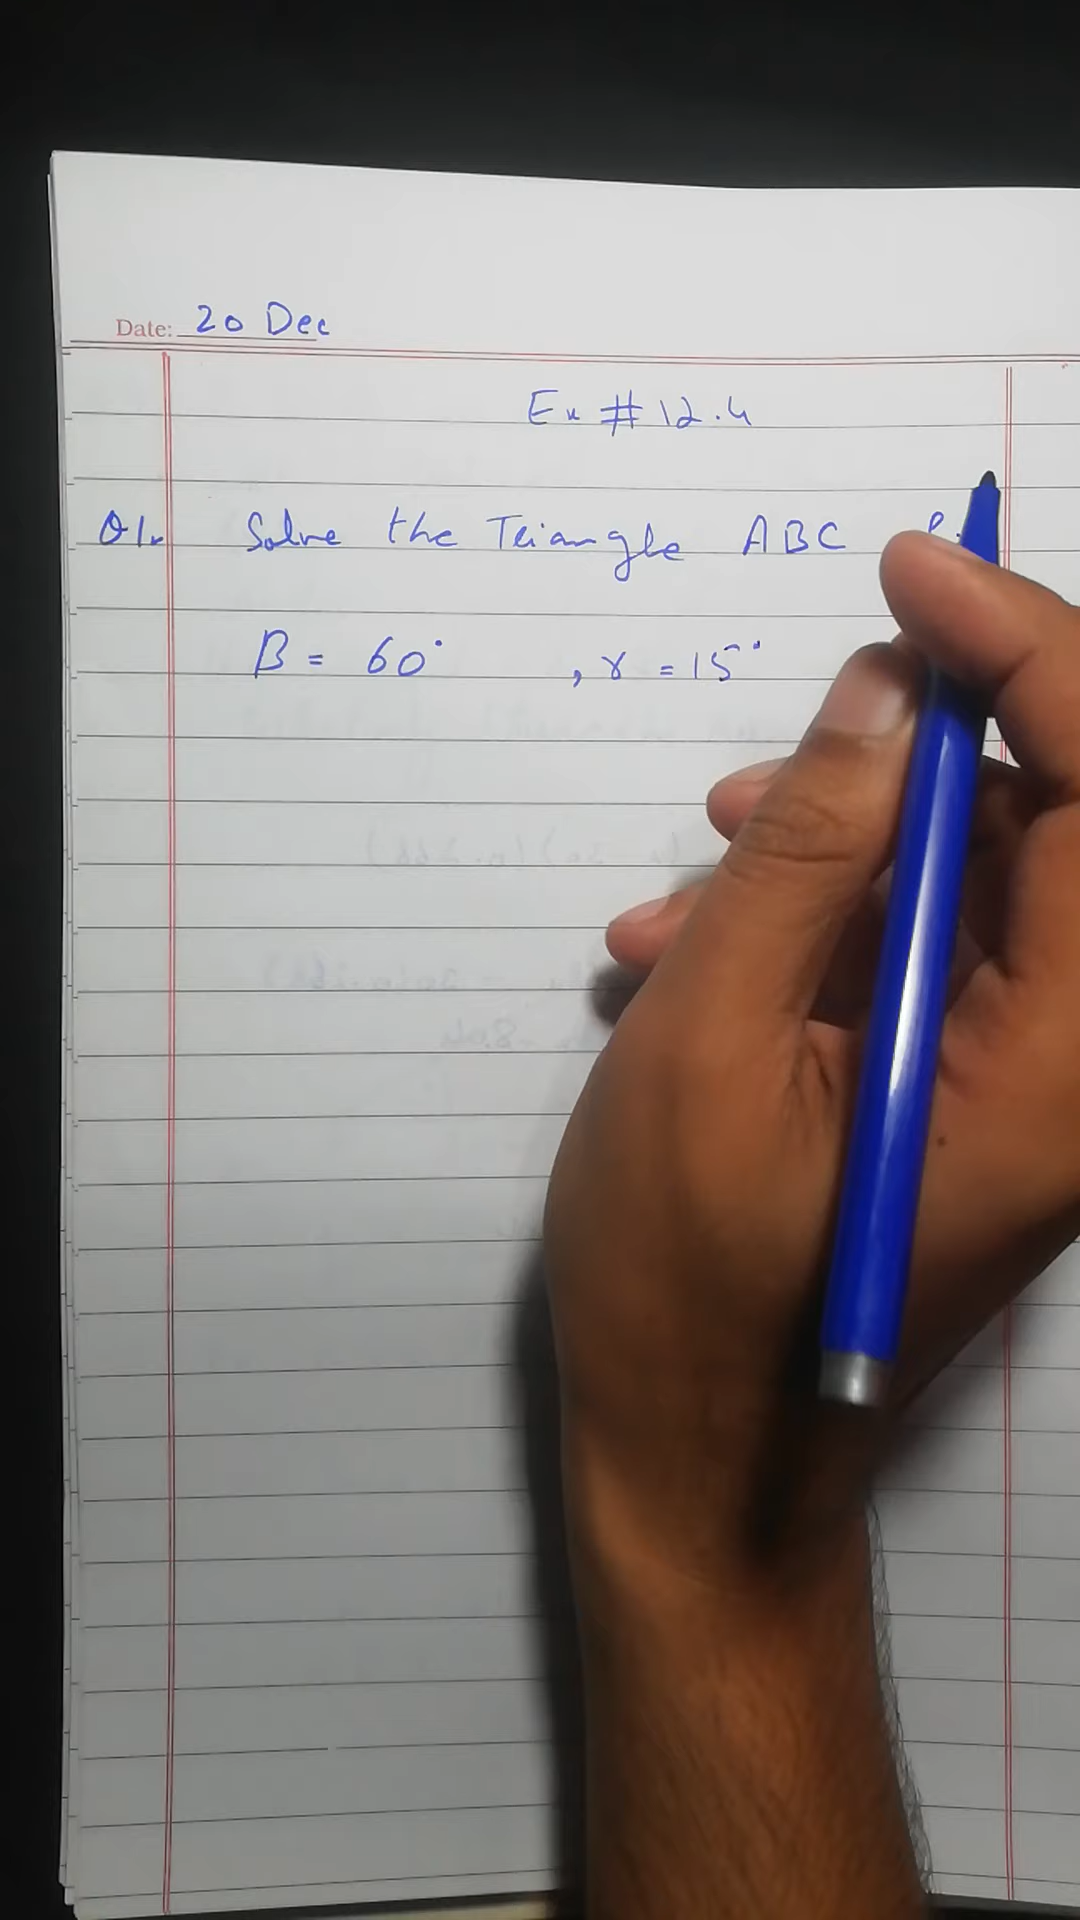 Date: 20 Dec
Ex # 12.4
Q1. Solve the Triangle ABC
β = 60° , γ = 15°